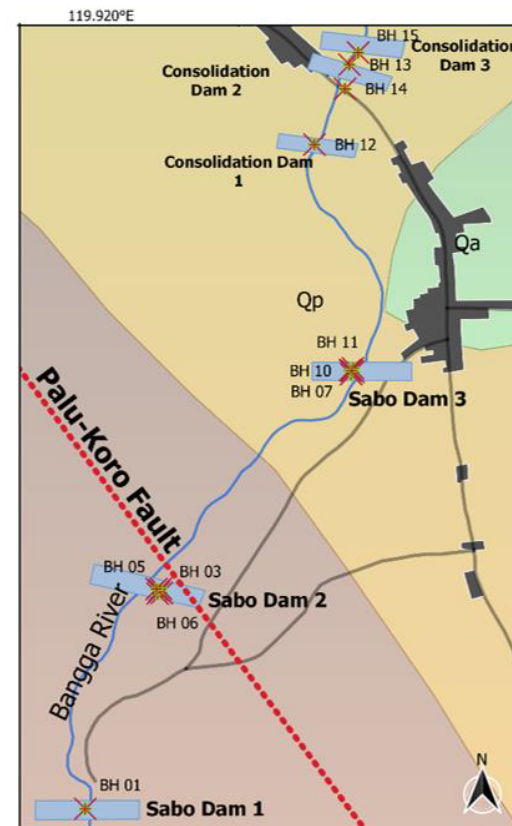 119.920°E
BH 15
Consolidation
Dam 3
BH 13
Consolidation
Dam 2
BH 14
BH 12
Consolidation Dam
1
Qa
Qp
BH 11
BH 10
BH 07
Sabo Dam 3
Palu-Koro Fault
BH 05
BH 03
Sabo Dam 2
BH 06
Bangga River
BH 01
Sabo Dam 1
N